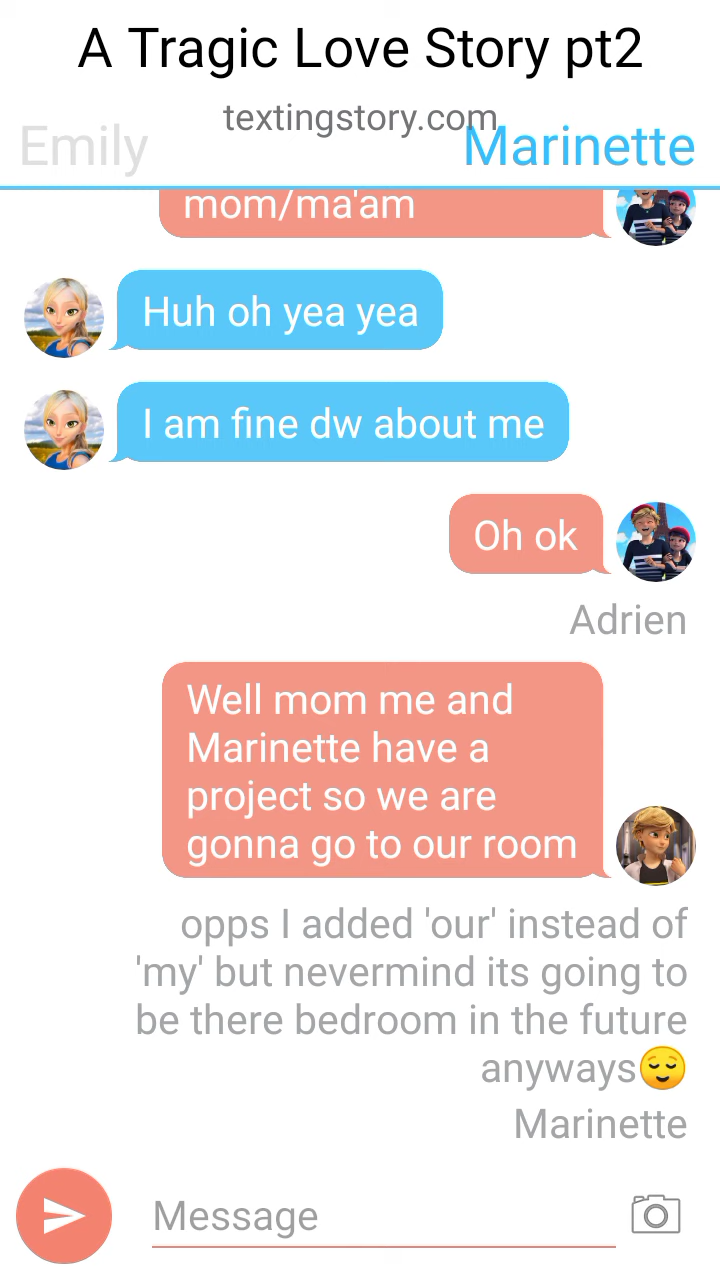 A Tragic Love Story pt2
textingstory.com
Emily
Marinette
mom/ma'am
Huh oh yea yea
I am fine dw about me
Oh ok
Adrien
Well mom me and
Marinette have a
project so we are
gonna go to our room
opps I added 'our' instead of
'my' but nevermind its going to
be there bedroom in the future
anyways😌
Marinette
Message